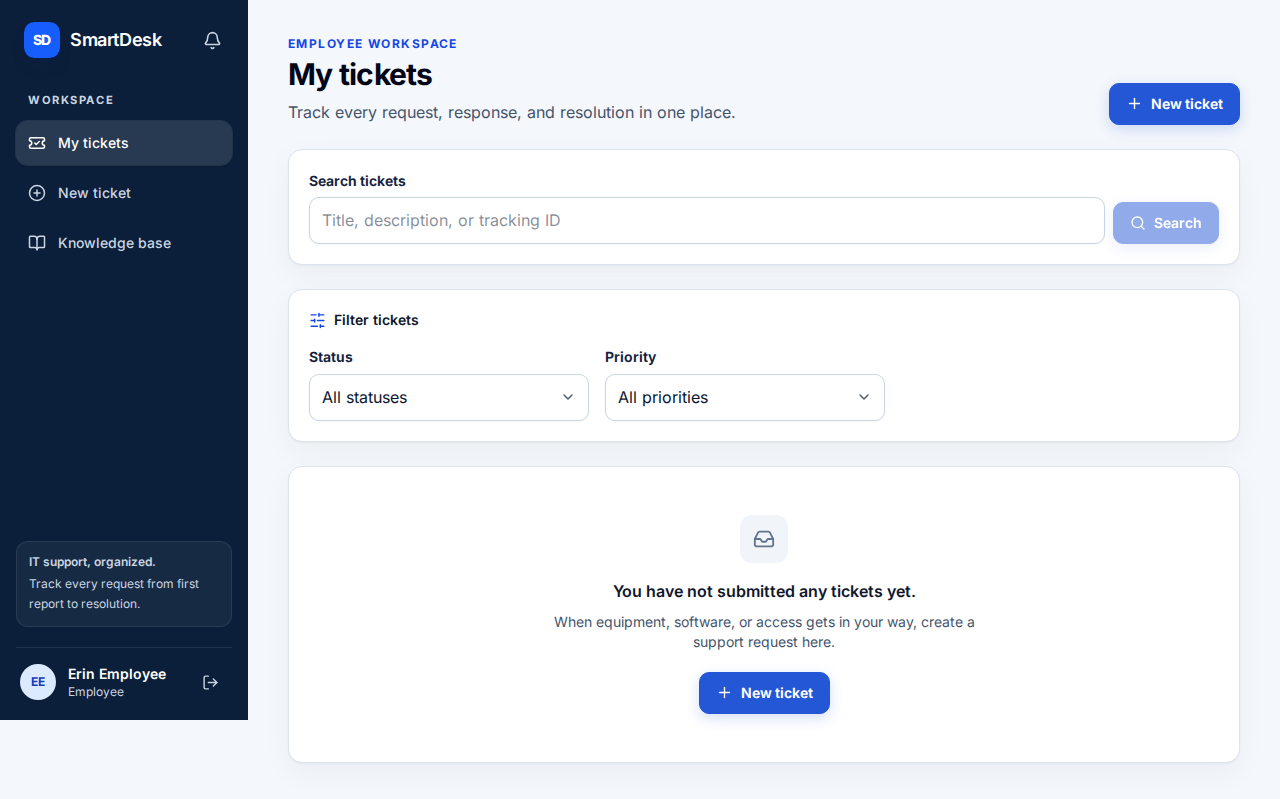 SD SmartDesk
WORKSPACE
My tickets
New ticket
Knowledge base
IT support, organized.
Track every request from first
report to resolution.
EE
Erin Employee
Employee
EMPLOYEE WORKSPACE
My tickets
Track every request, response, and resolution in one place.
New ticket
Search tickets
Title, description, or tracking ID
Search
Filter tickets
Status
Priority
All statuses
All priorities
You have not submitted any tickets yet.
When equipment, software, or access gets in your way, create a
support request here.
New ticket